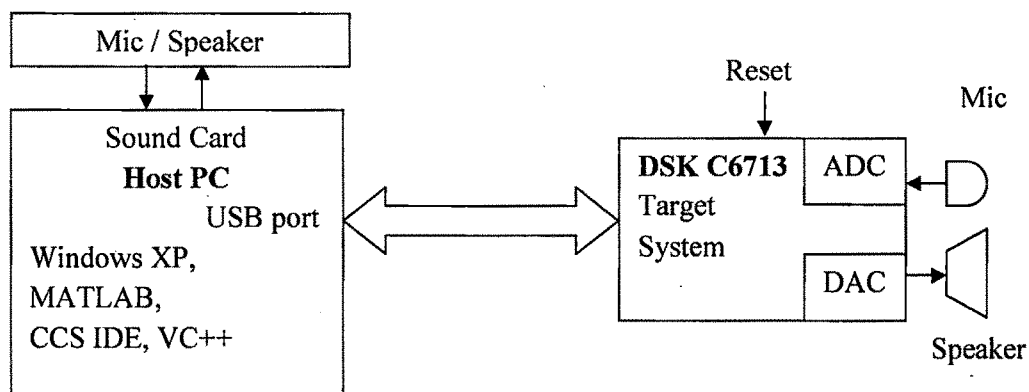 Mic / Speaker
Sound Card
Host PC
USB port
Windows XP,
MATLAB,
CCS IDE, VC++
Reset
Mic
DSK C6713
Target
System
ADC
DAC
Speaker